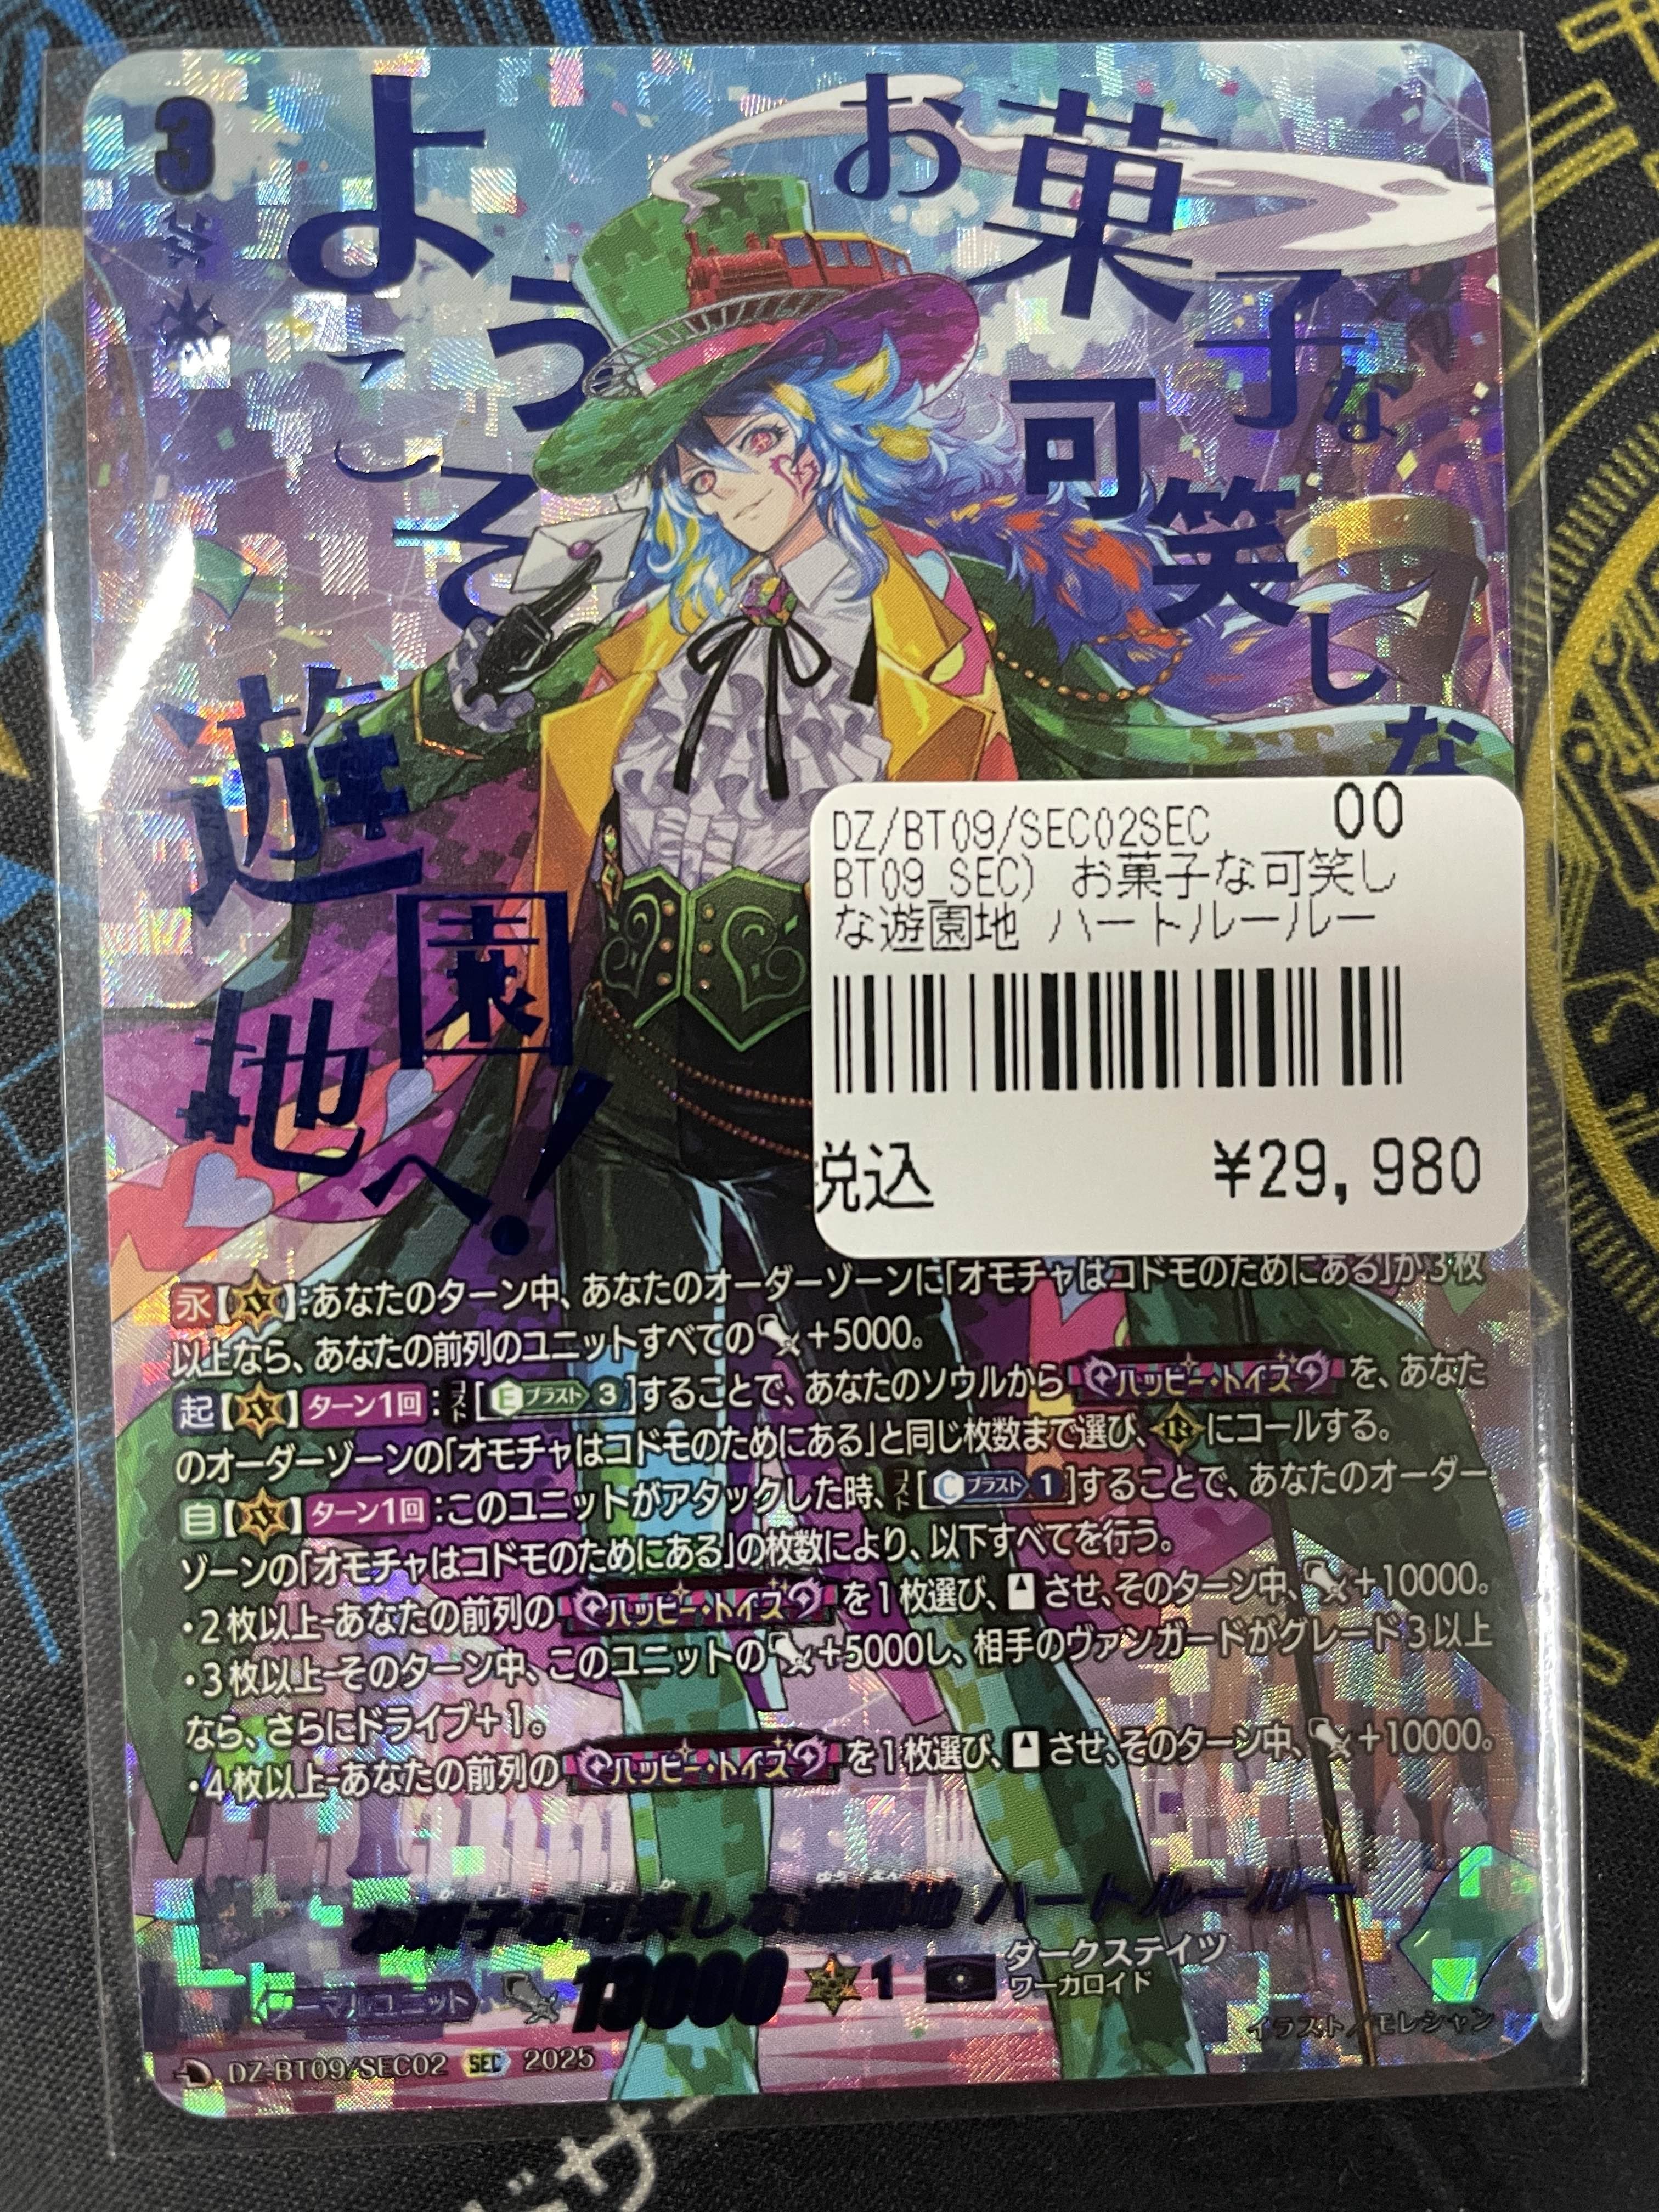 3
お菓子な
可笑しな
ようこそ
遊園地へ!
DZ/BT09/SEC02SEC 00
BT09_SEC) お菓子な可笑し
な遊園地 ハートルールー
税込 ¥29,980
永【V】:あなたのターン中、あなたのオーダーゾーンに「オモチャはコドモのためにある」が3枚
以上なら、あなたの前列のユニットすべての+5000。
起【V】ターン1回:コスト[Eブラスト3]することで、あなたのソウルからハッピー・トイズを、あなた
のオーダーゾーンの「オモチャはコドモのためにある」と同じ枚数まで選び、Rにコールする。
自【V】ターン1回:このユニットがアタックした時、コスト[Cブラスト1]することで、あなたのオーダー
ゾーンの「オモチャはコドモのためにある」の枚数により、以下すべてを行う。
・2枚以上-あなたの前列のハッピー・トイズを1枚選び、させ、そのターン中、+10000。
・3枚以上-そのターン中、このユニットの+5000し、相手のヴァンガードがグレード3以上
なら、さらにドライブ+1。
・4枚以上-あなたの前列のハッピー・トイズを1枚選び、させ、そのターン中、+10000。
お菓子な可笑しな遊園地 ハートルールー
ノーマルユニット 13000 1 ダークステイツ
ワーカロイド
イラスト/モレシャン
DZ-BT09/SEC02 SEC 2025